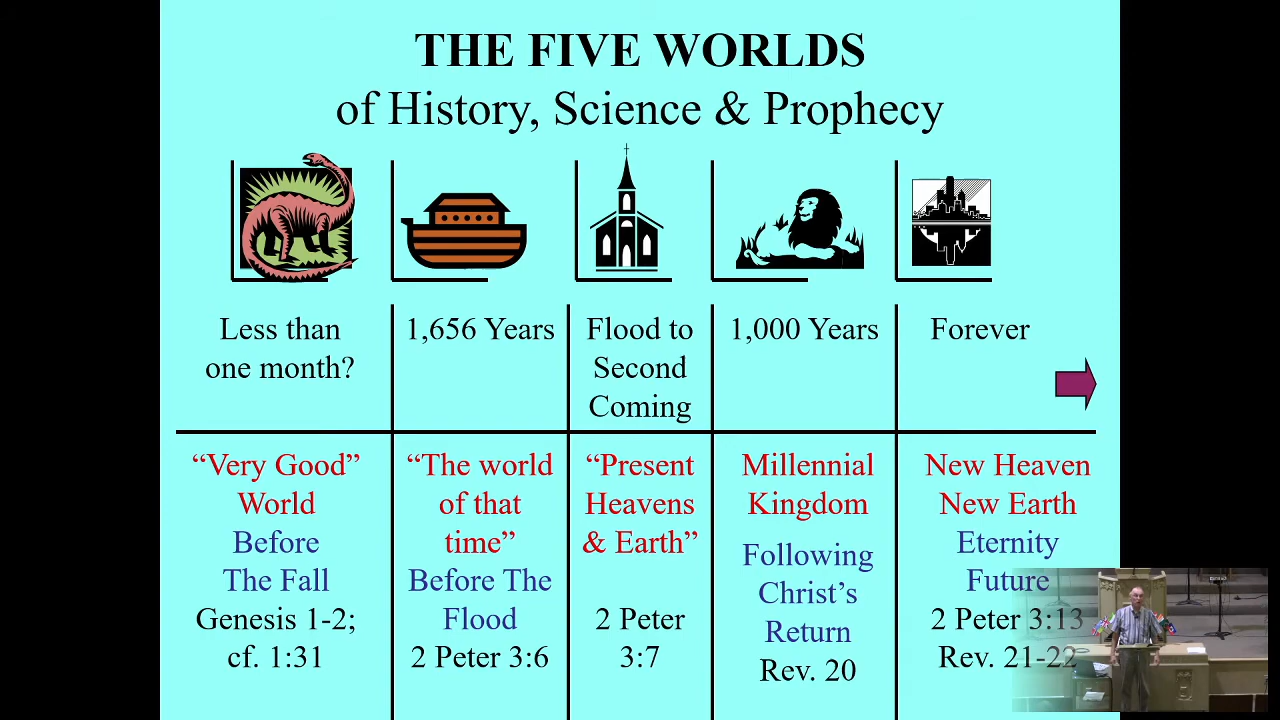 THE FIVE WORLDS
of History, Science & Prophecy
Less than
one month?
1,656 Years
Flood to
Second
Coming
1,000 Years
Forever
“Very Good”
World
Before
The Fall
Genesis 1-2;
cf. 1:31
“The world
of that
time”
Before The
Flood
2 Peter 3:6
“Present
Heavens
& Earth”
2 Peter
3:7
Millennial
Kingdom
Following
Christ’s
Return
Rev. 20
New Heaven
New Earth
Eternity
Future
2 Peter 3:13
Rev. 21-22